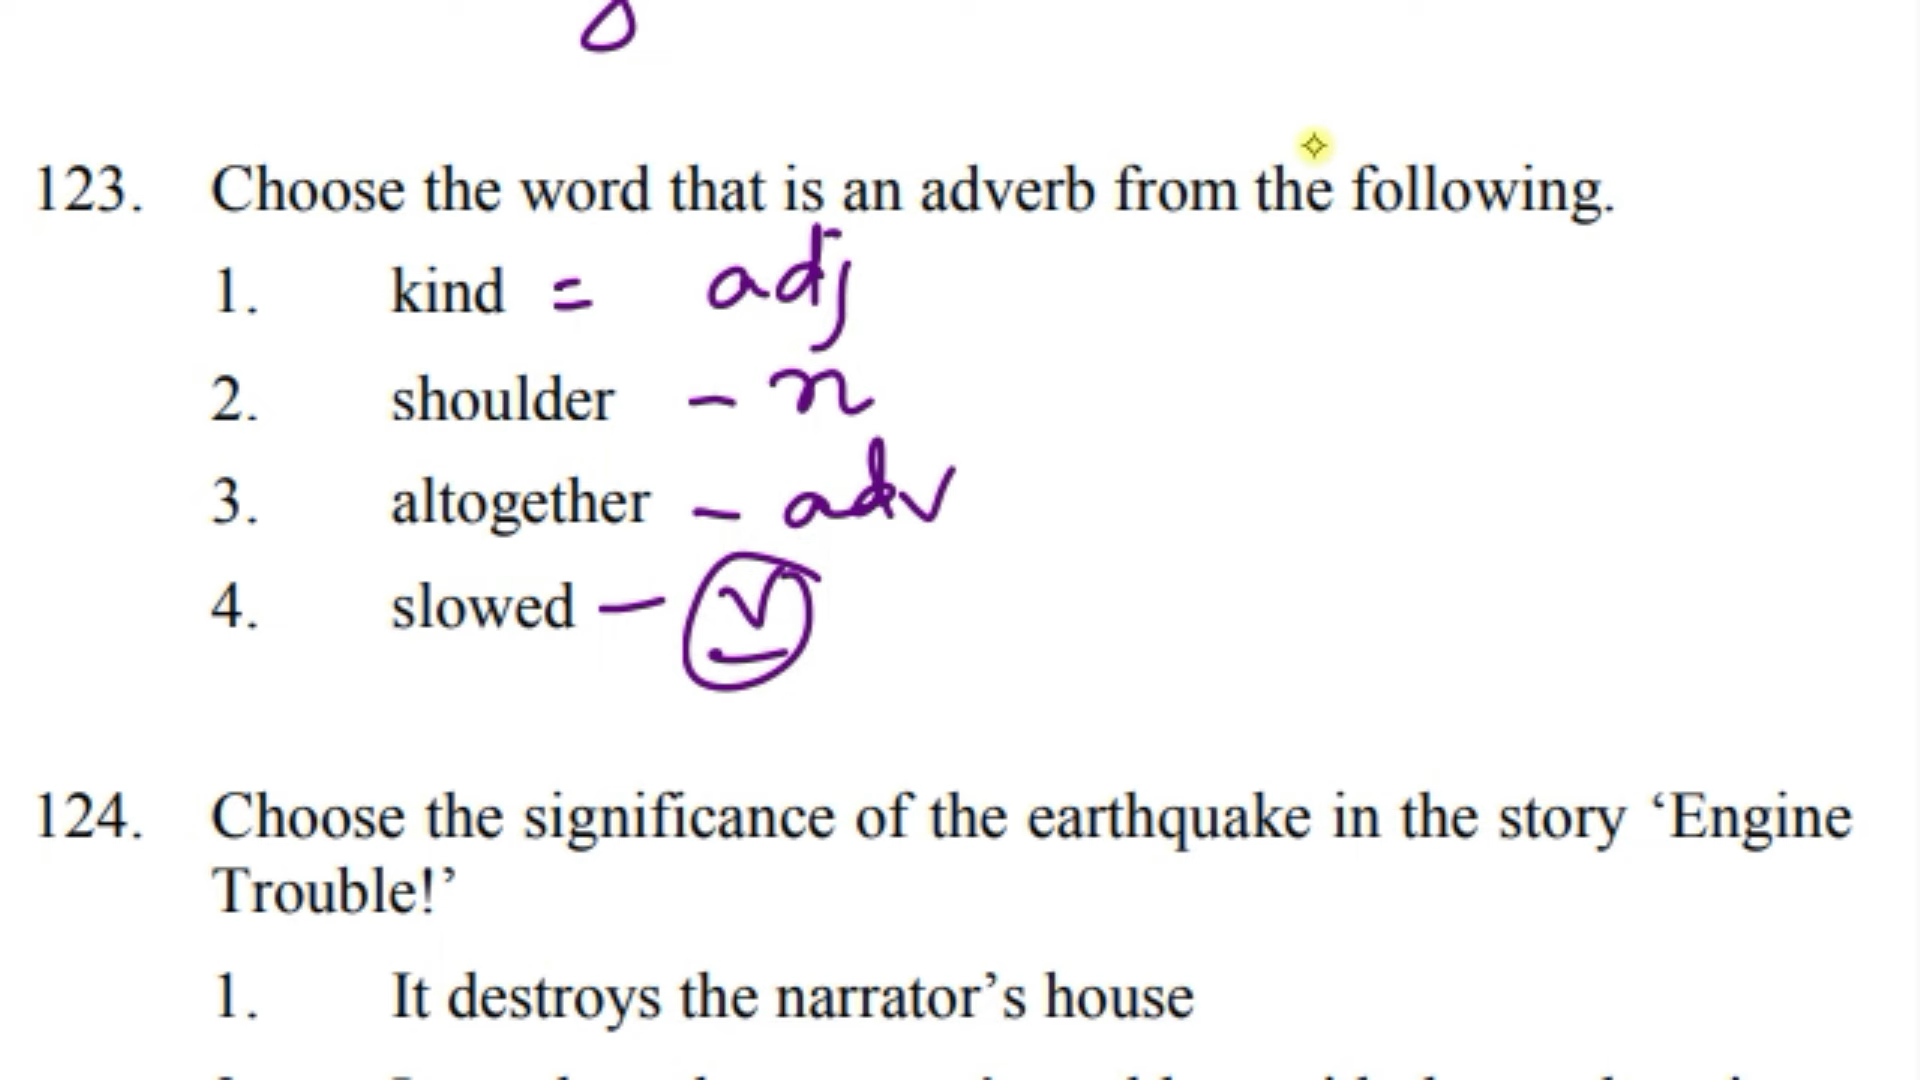 123. Choose the word that is an adverb from the following.
1. kind = adj
2. shoulder - n
3. altogether - adv
4. slowed - v
124. Choose the significance of the earthquake in the story ‘Engine
Trouble!’
1. It destroys the narrator’s house